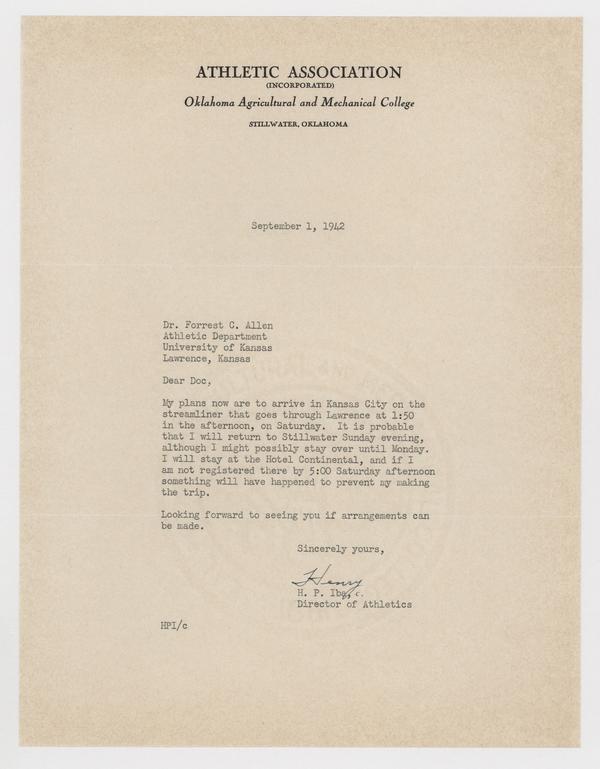 ATHLETIC ASSOCIATION
(INCORPORATED)
Oklahoma Agricultural and Mechanical College
STILLWATER, OKLAHOMA
September 1, 1942
Dr. Forrest C. Allen
Athletic Department
University of Kansas
Lawrence, Kansas
Dear Doc,
My plans now are to arrive in Kansas City on the
streamliner that goes through Lawrence at 1:50
in the afternoon, on Saturday. It is probable
that I will return to Stillwater Sunday evening,
although I might possibly stay over until Monday.
I will stay at the Hotel Continental, and if I
am not registered there by 5:00 Saturday afternoon
something will have happened to prevent my making
the trip.
Looking forward to seeing you if arrangements can
be made.
Sincerely yours,
Henry
H. P. Iba, c.
Director of Athletics
HPI/c